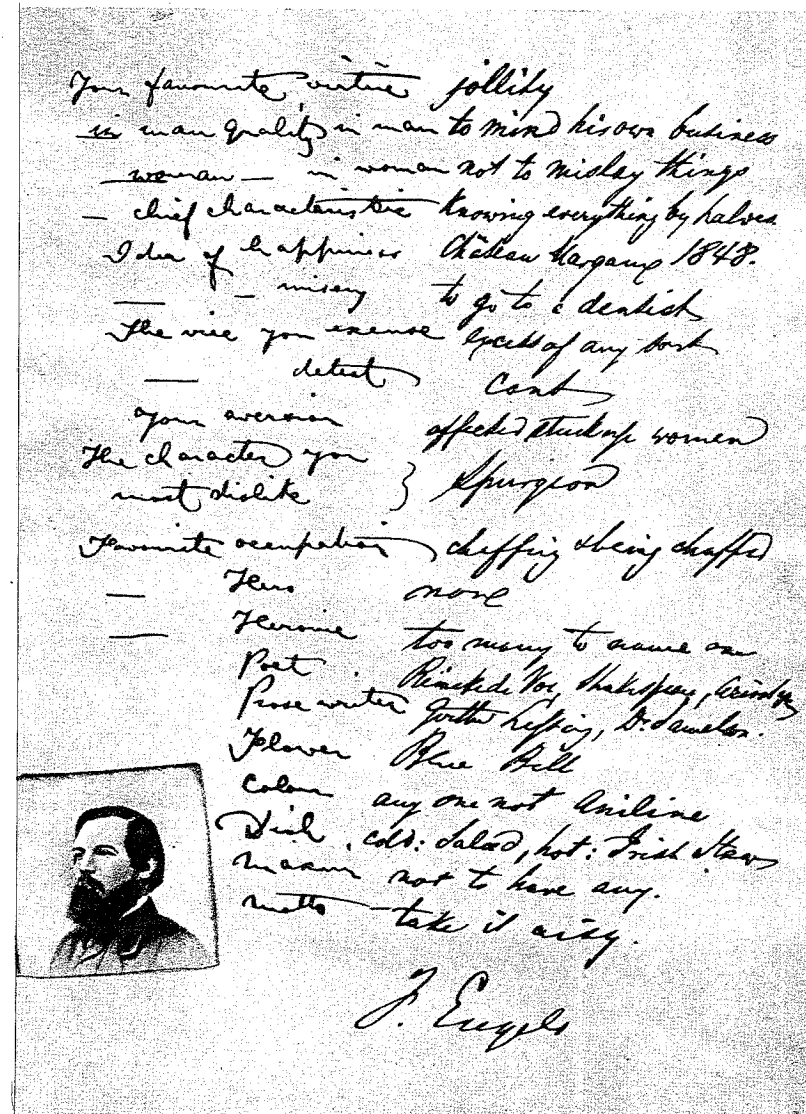 Your favourite virtue jollity
in man quality in man to mind his own business
woman — in woman not to mislay things
— chief characteristic Knowing everything by halves
Idea of happiness Château Margaux 1848.
— — misery to go to a dentist
The vice you excuse excess of any sort
— detest Cant
Your aversion affected stuck up women
The character you
most dislike } Spurgeon
Favourite occupation chaffing & being chaffed
— Hero none
— Heroine too many to name one
Poet Reineke de Vos, Shakespeare, Ariosto
Prose writer Goethe Lessing, Dr Samelson.
Flower Blue Bell
Colour any one not Aniline
Dish . cold: Salad, hot: Irish Stew
maxim not to have any.
motto — take it aisy.
F. Engels